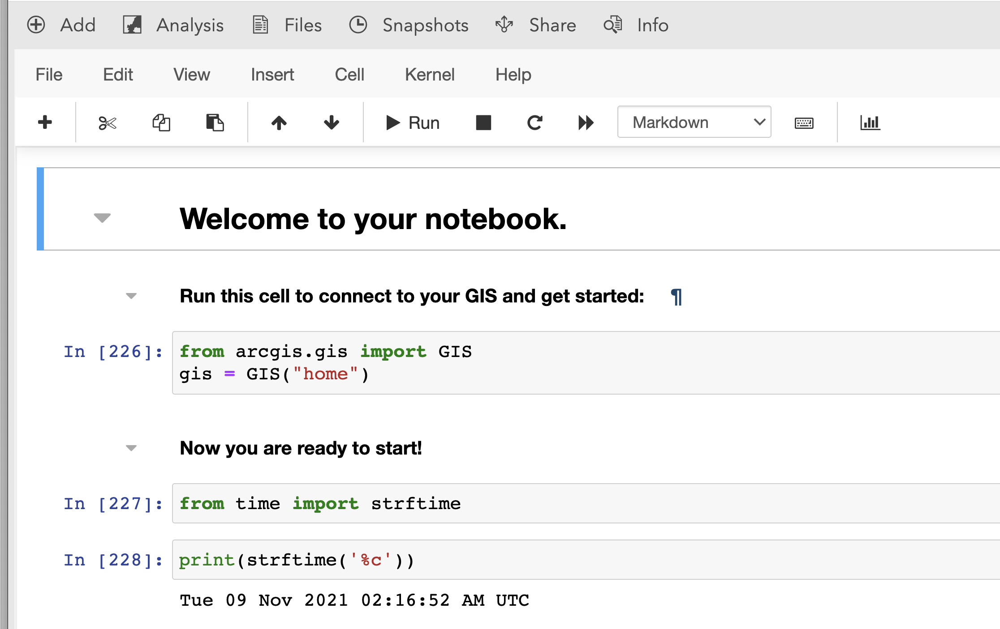 Add Analysis Files Snapshots Share Info
File Edit View Insert Cell Kernel Help
Run Markdown
Welcome to your notebook.
Run this cell to connect to your GIS and get started: ¶
In [226]: from arcgis.gis import GIS
gis = GIS("home")
Now you are ready to start!
In [227]: from time import strftime
In [228]: print(strftime('%c'))
Tue 09 Nov 2021 02:16:52 AM UTC